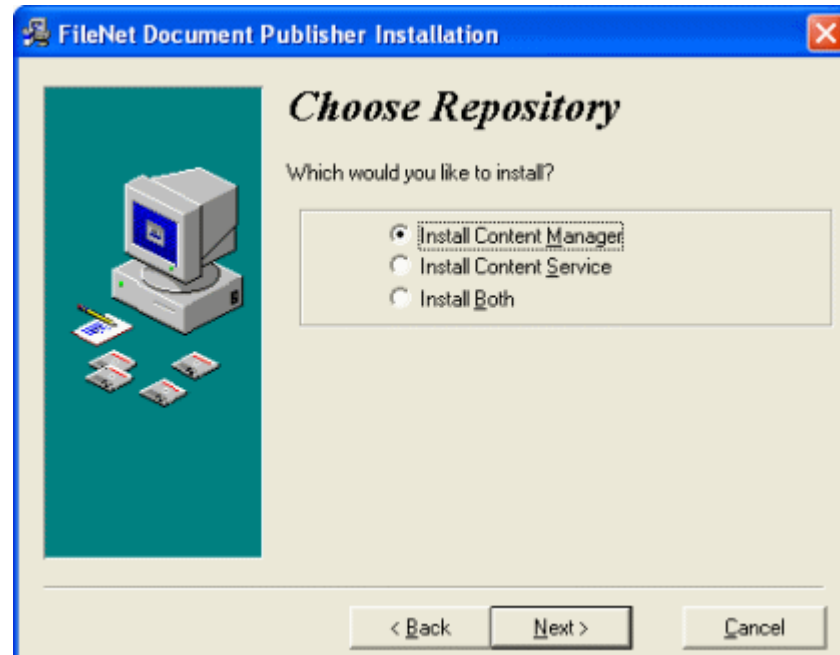 FileNet Document Publisher Installation
Choose Repository
Which would you like to install?
Install Content Manager
Install Content Service
Install Both
< Back
Next >
Cancel